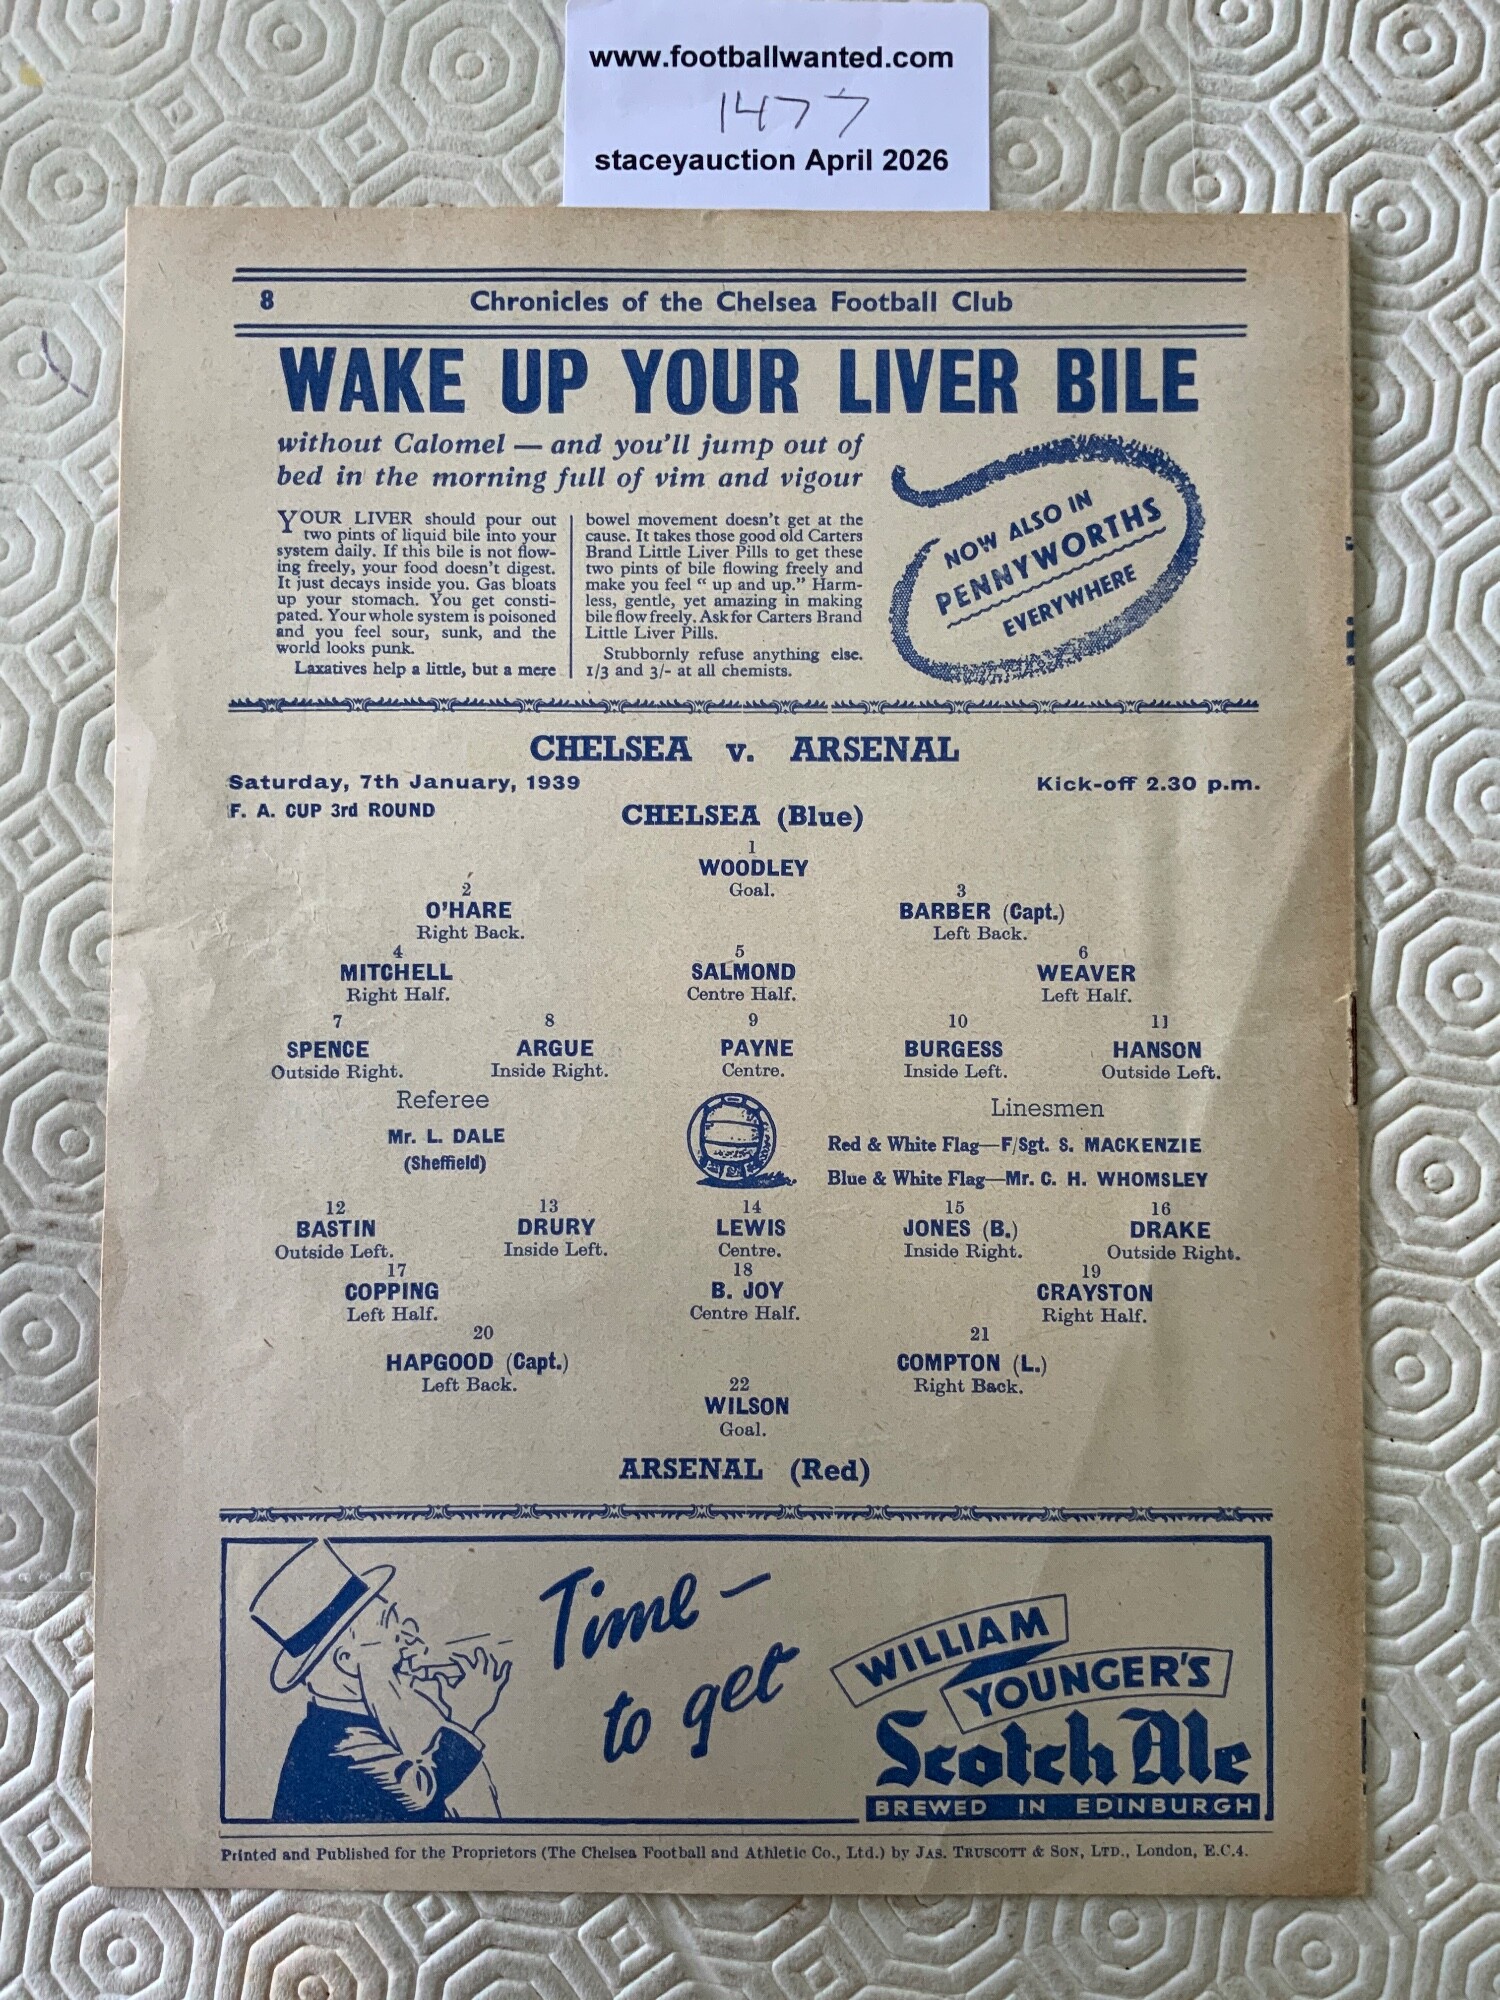 www.footballwanted.com
1477
staceyauction April 2026
8 Chronicles of the Chelsea Football Club
WAKE UP YOUR LIVER BILE
without Calomel — and you'll jump out of
bed in the morning full of vim and vigour
YOUR LIVER should pour out
two pints of liquid bile into your
system daily. If this bile is not flow-
ing freely, your food doesn't digest.
It just decays inside you. Gas bloats
up your stomach. You get consti-
pated. Your whole system is poisoned
and you feel sour, sunk, and the
world looks punk.
Laxatives help a little, but a mere
bowel movement doesn't get at the
cause. It takes those good old Carters
Brand Little Liver Pills to get these
two pints of bile flowing freely and
make you feel "up and up." Harm-
less, gentle, yet amazing in making
bile flow freely. Ask for Carters Brand
Little Liver Pills.
Stubbornly refuse anything else.
1/3 and 3/- at all chemists.
NOW ALSO IN
PENNYWORTHS
EVERYWHERE
CHELSEA v. ARSENAL
Saturday, 7th January, 1939 Kick-off 2.30 p.m.
F. A. CUP 3rd ROUND
CHELSEA (Blue)
1
WOODLEY
Goal.
2 3
O'HARE BARBER (Capt.)
Right Back. Left Back.
4 5 6
MITCHELL SALMOND WEAVER
Right Half. Centre Half. Left Half.
7 8 9 10 11
SPENCE ARGUE PAYNE BURGESS HANSON
Outside Right. Inside Right. Centre. Inside Left. Outside Left.
Referee Linesmen
Mr. L. DALE
(Sheffield)
Red & White Flag—F/Sgt. S. MACKENZIE
Blue & White Flag—Mr. C. H. WHOMSLEY
12 13 14 15 16
BASTIN DRURY LEWIS JONES (B.) DRAKE
Outside Left. Inside Left. Centre. Inside Right. Outside Right.
17 18 19
COPPING B. JOY CRAYSTON
Left Half. Centre Half. Right Half.
20 21
HAPGOOD (Capt.) COMPTON (L.)
Left Back. Right Back.
22
WILSON
Goal.
ARSENAL (Red)
Time –
to get
WILLIAM
YOUNGER'S
Scotch Ale
BREWED IN EDINBURGH
Printed and Published for the Proprietors (The Chelsea Football and Athletic Co., Ltd.) by JAS. TRUSCOTT & SON, LTD., London, E.C.4.